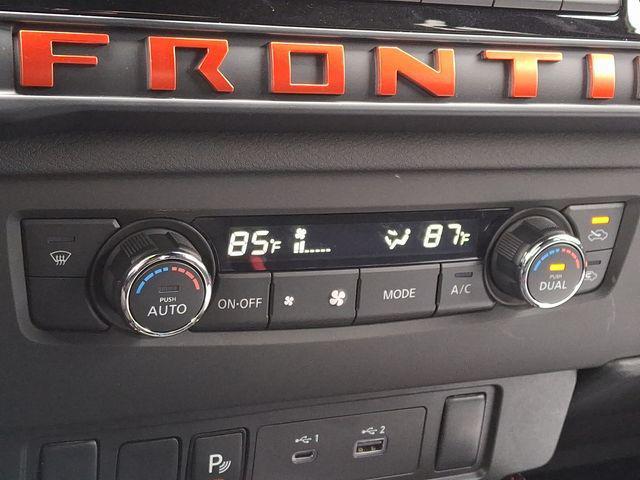 FRONTI
85°F 87°F
PUSH
AUTO
ON-OFF
MODE
A/C
PUSH
DUAL
1
2
P